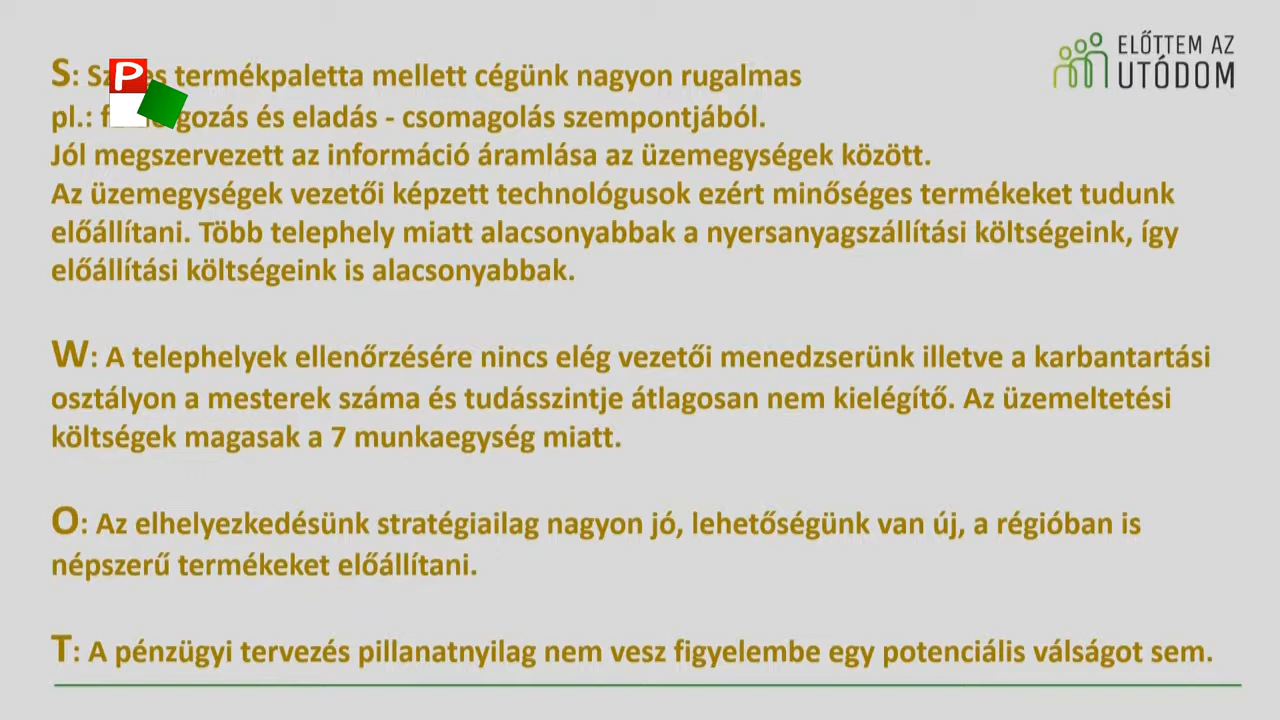 S: termékpaletta mellett cégünk nagyon rugalmas
pl.: és eladás - csomagolás szempontjából.
Jól megszervezett az információ áramlása az üzemegységek között.
Az üzemegységek vezetői képzett technológusok ezért minőséges termékeket tudunk
előállítani. Több telephely miatt alacsonyabbak a nyersanyagszállítási költségeink, így
előállítási költségeink is alacsonyabbak.
W: A telephelyek ellenőrzésére nincs elég vezetői menedzserünk illetve a karbantartási
osztályon a mesterek száma és tudásszintje átlagosan nem kielégítő. Az üzemeltetési
költségek magasak a 7 munkaegység miatt.
O: Az elhelyezkedésünk stratégiailag nagyon jó, lehetőségünk van új, a régióban is
népszerű termékeket előállítani.
T: A pénzügyi tervezés pillanatnyilag nem vesz figyelembe egy potenciális válságot sem.
ELŐTTEM AZ
UTÓDOM
P